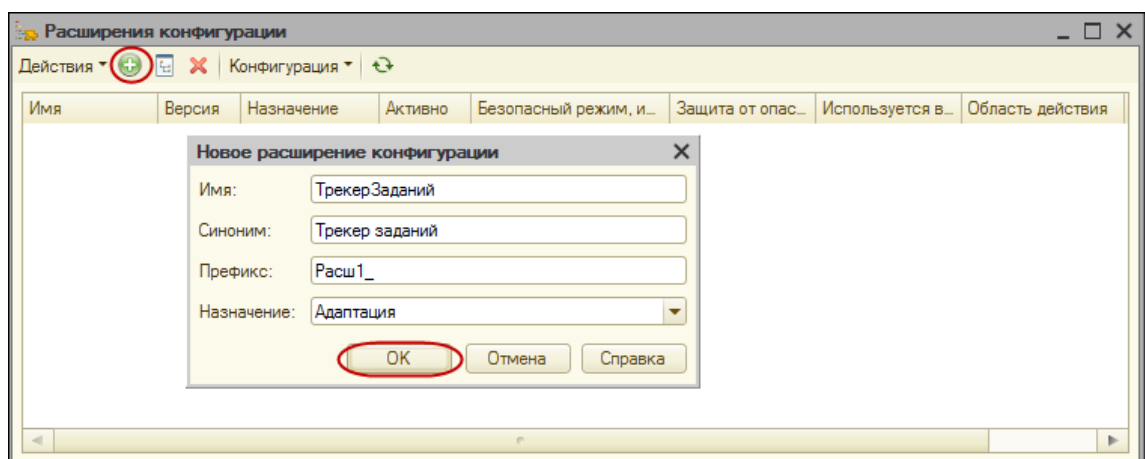 Расширения конфигурации
Действия Конфигурация
Имя Версия Назначение Активно Безопасный режим, и... Защита от опас... Используется в... Область действия
Новое расширение конфигурации
Имя: ТрекерЗаданий
Синоним: Трекер заданий
Префикс: Расш1_
Назначение: Адаптация
ОК Отмена Справка